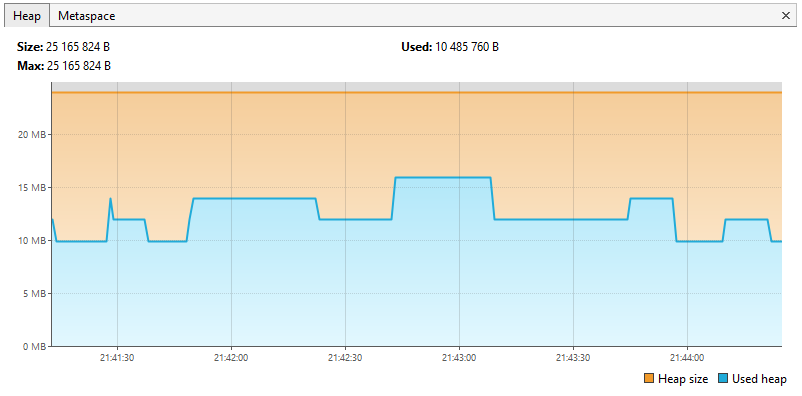 Heap Metaspace ×
Size: 25 165 824 B Used: 10 485 760 B
Max: 25 165 824 B
20 MB
15 MB
10 MB
5 MB
0 MB
21:41:30 21:42:00 21:42:30 21:43:00 21:43:30 21:44:00
Heap size Used heap